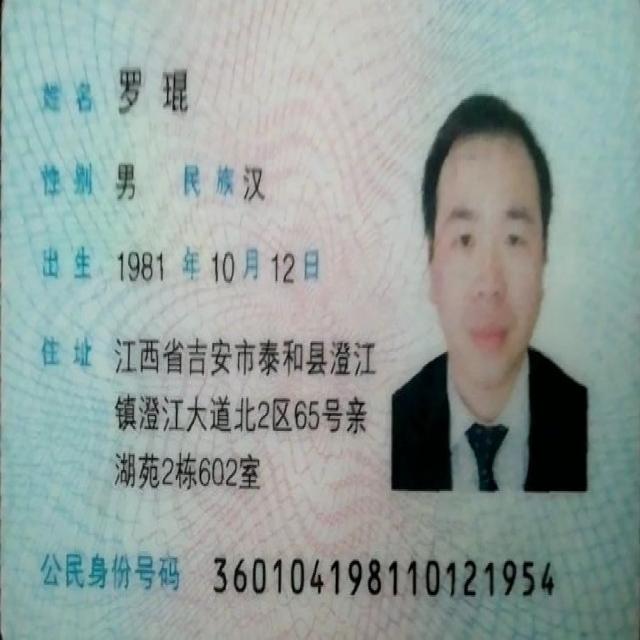 姓名 罗琨
性别 男 民族 汉
出生 1981 年 10 月 12 日
住址 江西省吉安市泰和县澄江
镇澄江大道北2区65号亲
湖苑2栋602室
公民身份号码 360104198110121954